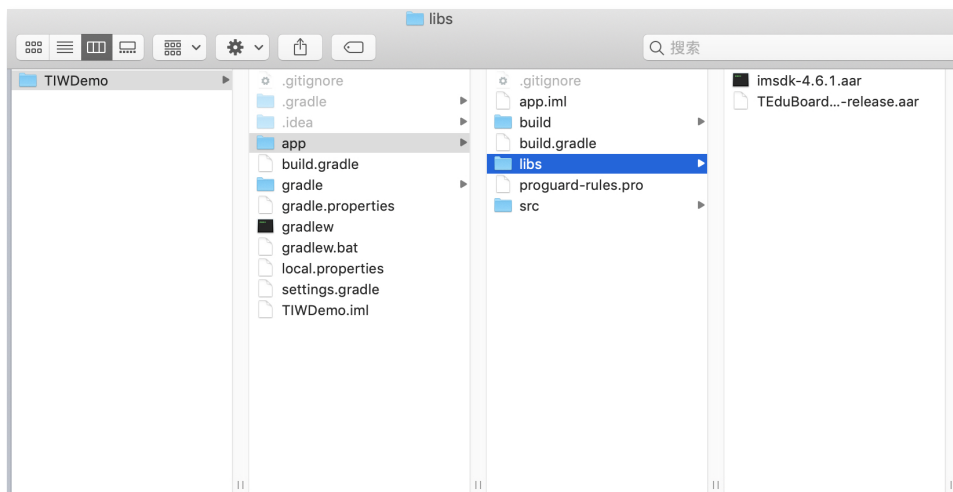 libs
搜索
TIWDemo
.gitignore
.gradle
.idea
app
build.gradle
gradle
gradle.properties
gradlew
gradlew.bat
local.properties
settings.gradle
TIWDemo.iml
.gitignore
app.iml
build
build.gradle
libs
proguard-rules.pro
src
imsdk-4.6.1.aar
TEduBoard...-release.aar